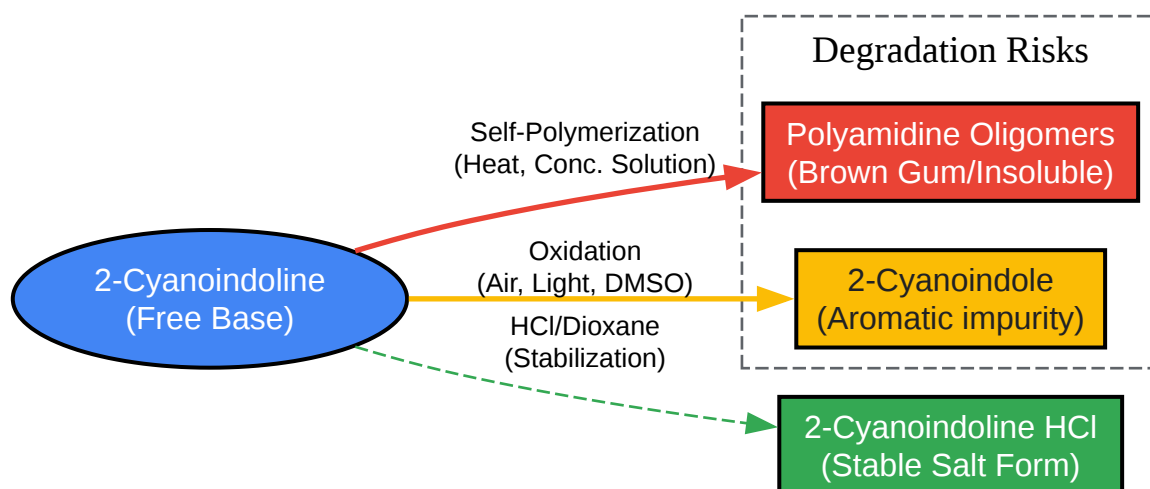 Degradation Risks
Self-Polymerization
(Heat, Conc. Solution)
Polyamidine Oligomers
(Brown Gum/Insoluble)
2-Cyanoindoline
(Free Base)
Oxidation
(Air, Light, DMSO)
2-Cyanoindole
(Aromatic impurity)
HCl/Dioxane
(Stabilization)
2-Cyanoindoline HCl
(Stable Salt Form)